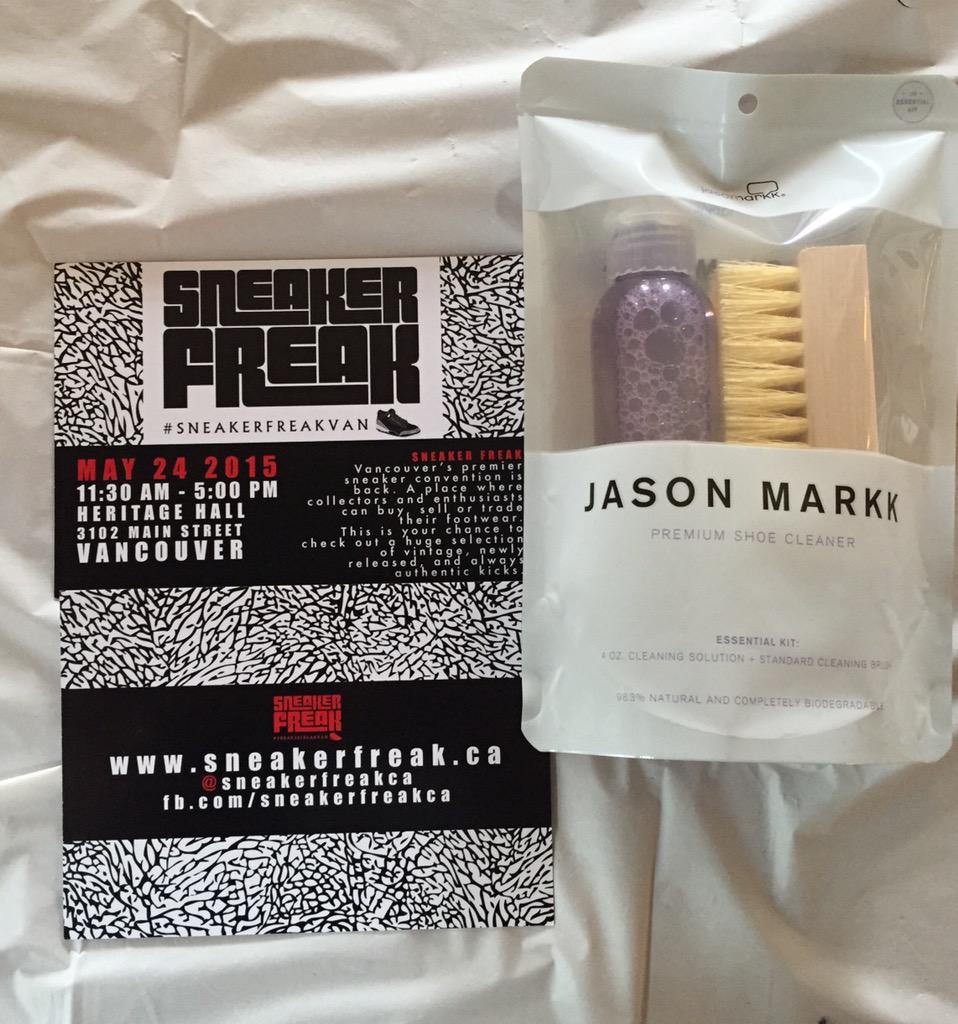 SNEAKER
FREAK
#SNEAKERFREAKVAN
MAY 24 2015
11:30 AM - 5:00 PM
HERITAGE HALL
3102 MAIN STREET
VANCOUVER
SNEAKER FREAK
Vancouver's premier
sneaker convention is
back. A place where
collectors and enthusiasts
can buy, sell or trade
their footwear.
This is your chance to
check out a huge selection
of vintage, newly
released, and always
authentic kicks.
SNEAKER
FREAK
#SNEAKERFREAKVAN
www.sneakerfreak.ca
@sneakerfreakca
fb.com/sneakerfreakca
ESSENTIAL
KIT
jasonmarkk
JASON MARKK
PREMIUM SHOE CLEANER
ESSENTIAL KIT:
4 OZ. CLEANING SOLUTION + STANDARD CLEANING BRUSH
98.3% NATURAL AND COMPLETELY BIODEGRADABLE